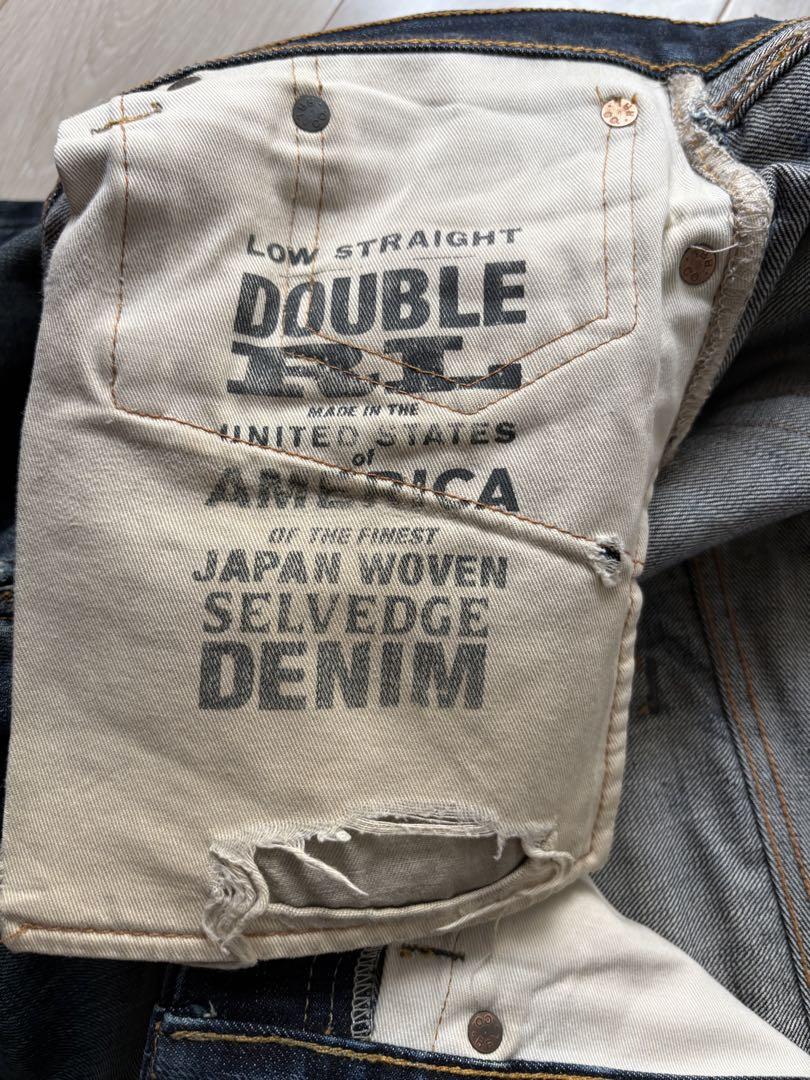 LOW STRAIGHT
DOUBLE
RL
MADE IN THE
UNITED STATES
of
AMERICA
OF THE FINEST
JAPAN WOVEN
SELVEDGE
DENIM